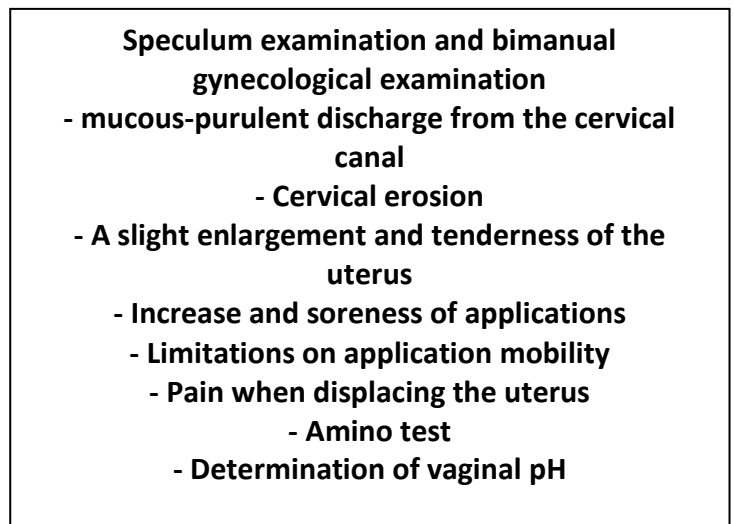 Speculum examination and bimanual
gynecological examination
- mucous-purulent discharge from the cervical
canal
- Cervical erosion
- A slight enlargement and tenderness of the
uterus
- Increase and soreness of applications
- Limitations on application mobility
- Pain when displacing the uterus
- Amino test
- Determination of vaginal pH